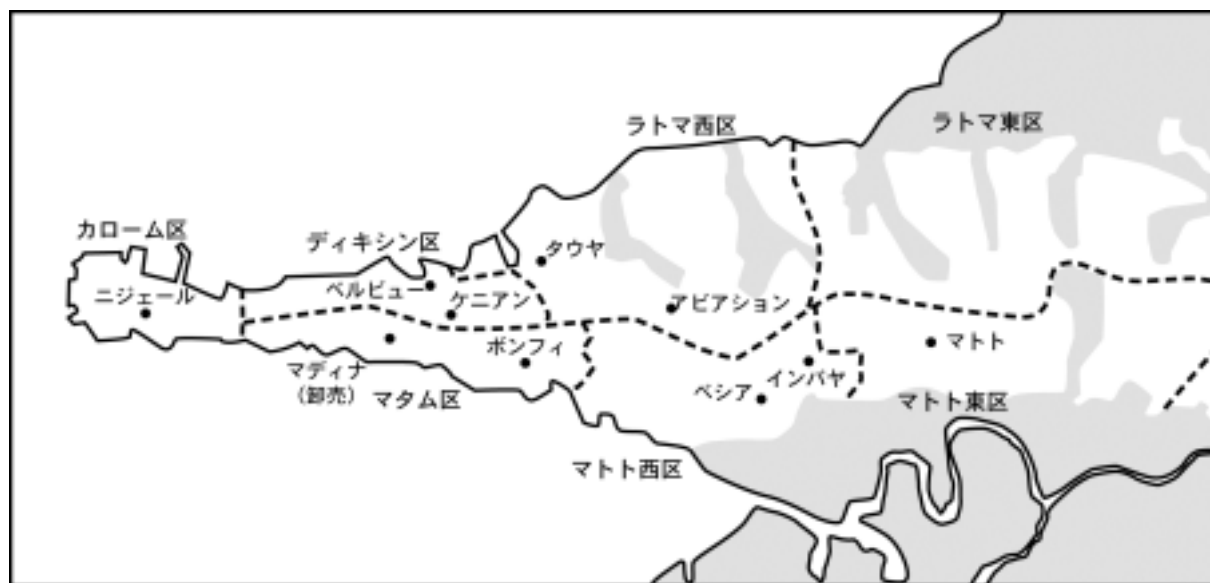 ラトマ西区
ラトマ東区
カローム区
ディキシン区
タウヤ
ニジェール
ベルビュー
ケニアン
アビアション
ボンフィ
マトト
マディナ
(卸売)
マタム区
ベシア
インバヤ
マトト東区
マトト西区